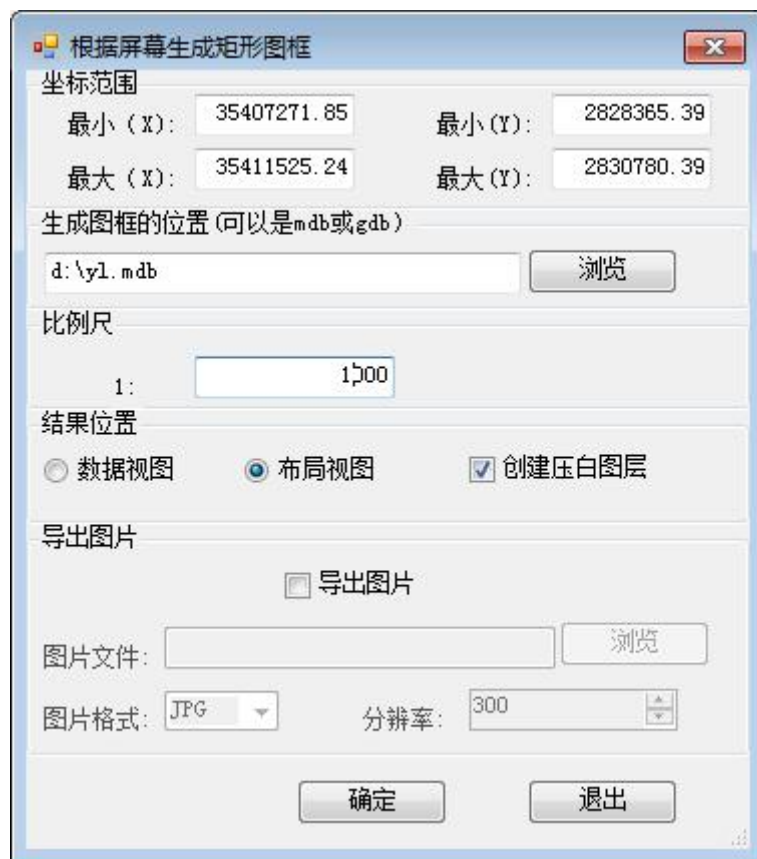 根据屏幕生成矩形图框
坐标范围
最小（X）： 35407271.85 最小(Y)： 2828365.39
最大（X）： 35411525.24 最大(Y)： 2830780.39
生成图框的位置(可以是mdb或gdb)
d:\yl.mdb 浏览
比例尺
1: 1000
结果位置
数据视图 布局视图 创建压白图层
导出图片
导出图片
图片文件： 浏览
图片格式： JPG 分辨率： 300
确定 退出